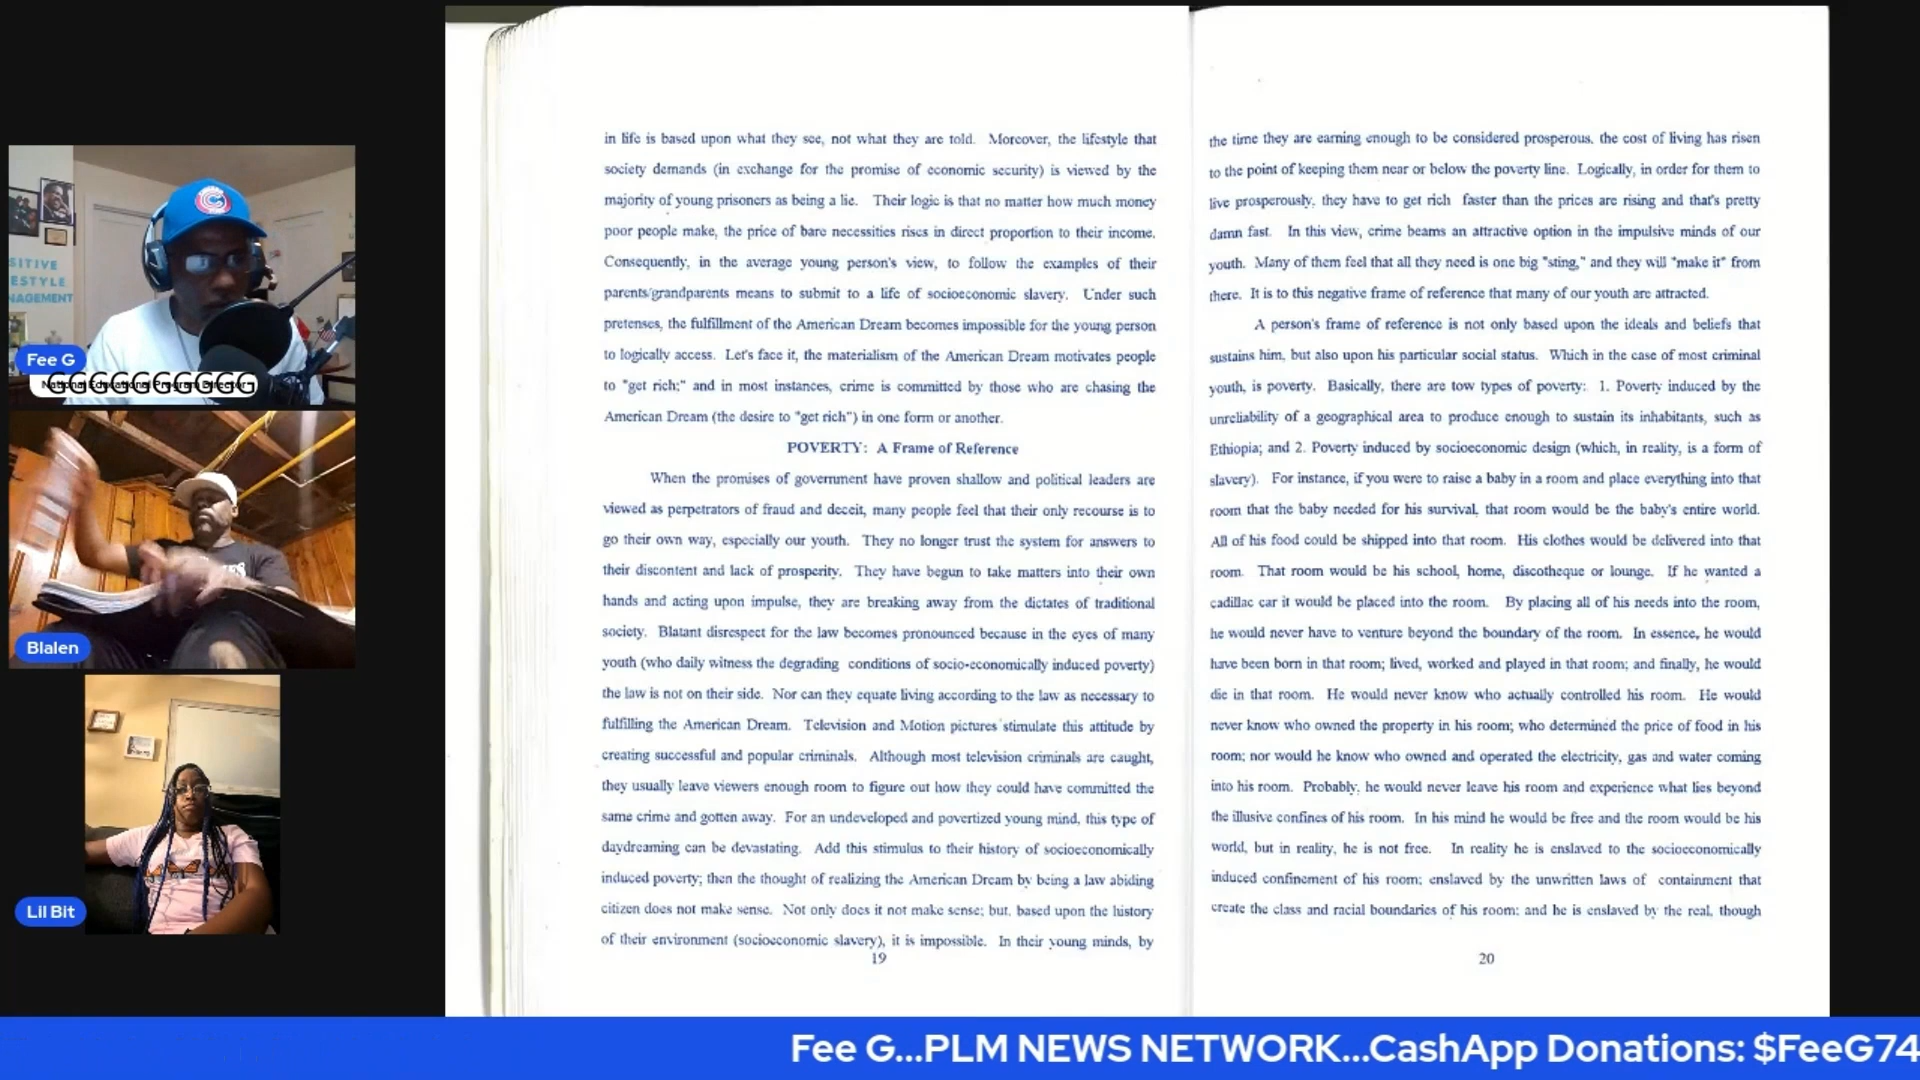 SITIVE
ESTYLE
NAGEMENT
Fee G
National Educational Program Director
GGGGGGGGGG
Blalen
Lil Bit
in life is based upon what they see, not what they are told. Moreover, the lifestyle that
society demands (in exchange for the promise of economic security) is viewed by the
majority of young prisoners as being a lie. Their logic is that no matter how much money
poor people make, the price of bare necessities rises in direct proportion to their income.
Consequently, in the average young person's view, to follow the examples of their
parents/grandparents means to submit to a life of socioeconomic slavery. Under such
pretenses, the fulfillment of the American Dream becomes impossible for the young person
to logically access. Let's face it, the materialism of the American Dream motivates people
to "get rich;" and in most instances, crime is committed by those who are chasing the
American Dream (the desire to "get rich") in one form or another.
POVERTY: A Frame of Reference
When the promises of government have proven shallow and political leaders are
viewed as perpetrators of fraud and deceit, many people feel that their only recourse is to
go their own way, especially our youth. They no longer trust the system for answers to
their discontent and lack of prosperity. They have begun to take matters into their own
hands and acting upon impulse, they are breaking away from the dictates of traditional
society. Blatant disrespect for the law becomes pronounced because in the eyes of many
youth (who daily witness the degrading conditions of socio-economically induced poverty)
the law is not on their side. Nor can they equate living according to the law as necessary to
fulfilling the American Dream. Television and Motion pictures stimulate this attitude by
creating successful and popular criminals. Although most television criminals are caught,
they usually leave viewers enough room to figure out how they could have committed the
same crime and gotten away. For an undeveloped and povertized young mind, this type of
daydreaming can be devastating. Add this stimulus to their history of socioeconomically
induced poverty; then the thought of realizing the American Dream by being a law abiding
citizen does not make sense. Not only does it not make sense; but, based upon the history
of their environment (socioeconomic slavery), it is impossible. In their young minds, by
19
the time they are earning enough to be considered prosperous, the cost of living has risen
to the point of keeping them near or below the poverty line. Logically, in order for them to
live prosperously, they have to get rich faster than the prices are rising and that's pretty
damn fast. In this view, crime beams an attractive option in the impulsive minds of our
youth. Many of them feel that all they need is one big "sting," and they will "make it" from
there. It is to this negative frame of reference that many of our youth are attracted.
A person's frame of reference is not only based upon the ideals and beliefs that
sustains him, but also upon his particular social status. Which in the case of most criminal
youth, is poverty. Basically, there are tow types of poverty: 1. Poverty induced by the
unreliability of a geographical area to produce enough to sustain its inhabitants, such as
Ethiopia; and 2. Poverty induced by socioeconomic design (which, in reality, is a form of
slavery). For instance, if you were to raise a baby in a room and place everything into that
room that the baby needed for his survival, that room would be the baby's entire world.
All of his food could be shipped into that room. His clothes would be delivered into that
room. That room would be his school, home, discotheque or lounge. If he wanted a
cadillac car it would be placed into the room. By placing all of his needs into the room,
he would never have to venture beyond the boundary of the room. In essence, he would
have been born in that room; lived, worked and played in that room; and finally, he would
die in that room. He would never know who actually controlled his room. He would
never know who owned the property in his room; who determined the price of food in his
room; nor would he know who owned and operated the electricity, gas and water coming
into his room. Probably, he would never leave his room and experience what lies beyond
the illusive confines of his room. In his mind he would be free and the room would be his
world, but in reality, he is not free. In reality he is enslaved to the socioeconomically
induced confinement of his room; enslaved by the unwritten laws of containment that
create the class and racial boundaries of his room; and he is enslaved by the real, though
20
Fee G...PLM NEWS NETWORK...CashApp Donations: $FeeG74